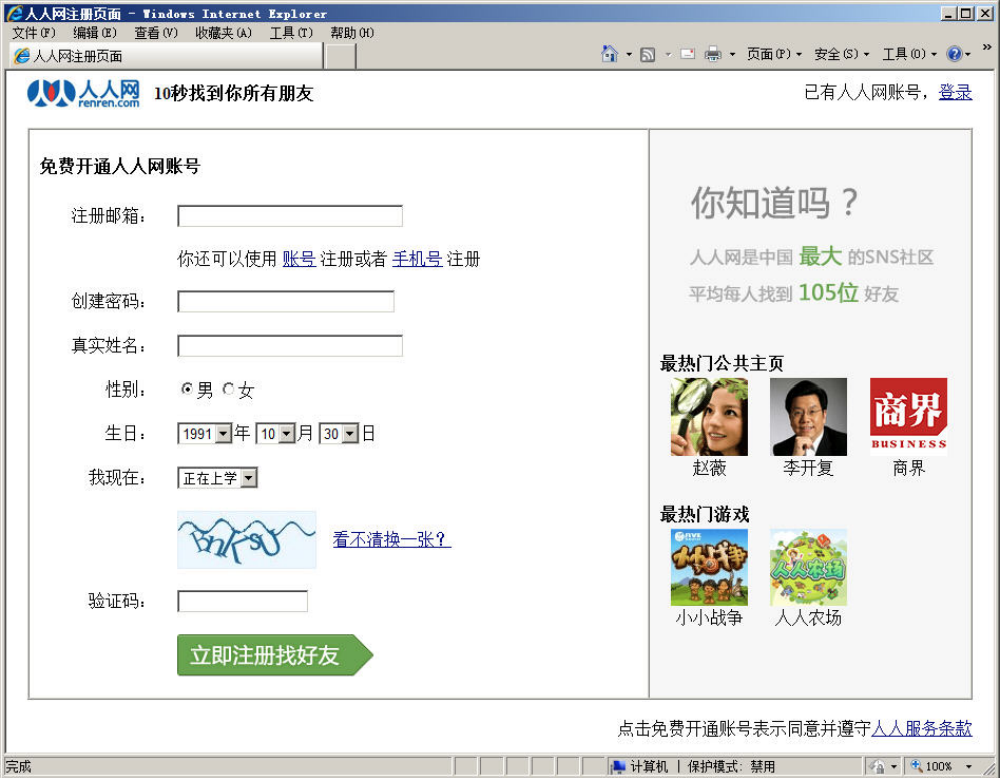 人人网注册页面 - Windows Internet Explorer
文件(F) 编辑(E) 查看(V) 收藏夹(A) 工具(T) 帮助(H)
人人网注册页面 页面(P) 安全(S) 工具(O) »
人人网 renren.com 10秒找到你所有朋友 已有人人网账号，登录
免费开通人人网账号
注册邮箱：
你还可以使用 账号 注册或者 手机号 注册
创建密码：
真实姓名：
性别： 男 女
生日： 1991 年 10 月 30 日
我现在： 正在上学
看不清换一张?
验证码：
立即注册找好友
你知道吗？
人人网是中国 最大 的SNS社区
平均每人找到 105位 好友
最热门公共主页
商界
BUSINESS
赵薇 李开复 商界
最热门游戏
小小战争 人人农场
小小战争 人人农场
点击免费开通账号表示同意并遵守人人服务条款
完成 计算机 | 保护模式: 禁用 100%